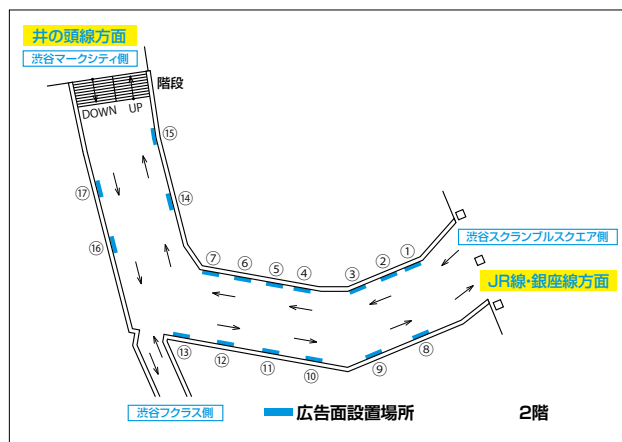 井の頭線方面
渋谷マークシティ側
階段
DOWN UP
⑮
⑰
⑭
⑯
⑦
⑥
⑤
④
③
②
①
渋谷スクランブルスクエア側
JR線・銀座線方面
⑬
⑫
⑪
⑩
⑨
⑧
渋谷フクラス側
広告面設置場所
2階